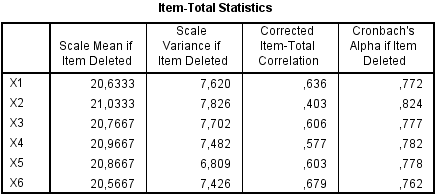 Item-Total Statistics
Scale Mean if Item Deleted Scale Variance if Item Deleted Corrected Item-Total Correlation Cronbach's Alpha if Item Deleted
X1 20,6333 7,620 ,636 ,772
X2 21,0333 7,826 ,403 ,824
X3 20,7667 7,702 ,606 ,777
X4 20,9667 7,482 ,577 ,782
X5 20,8667 6,809 ,603 ,778
X6 20,5667 7,426 ,679 ,762